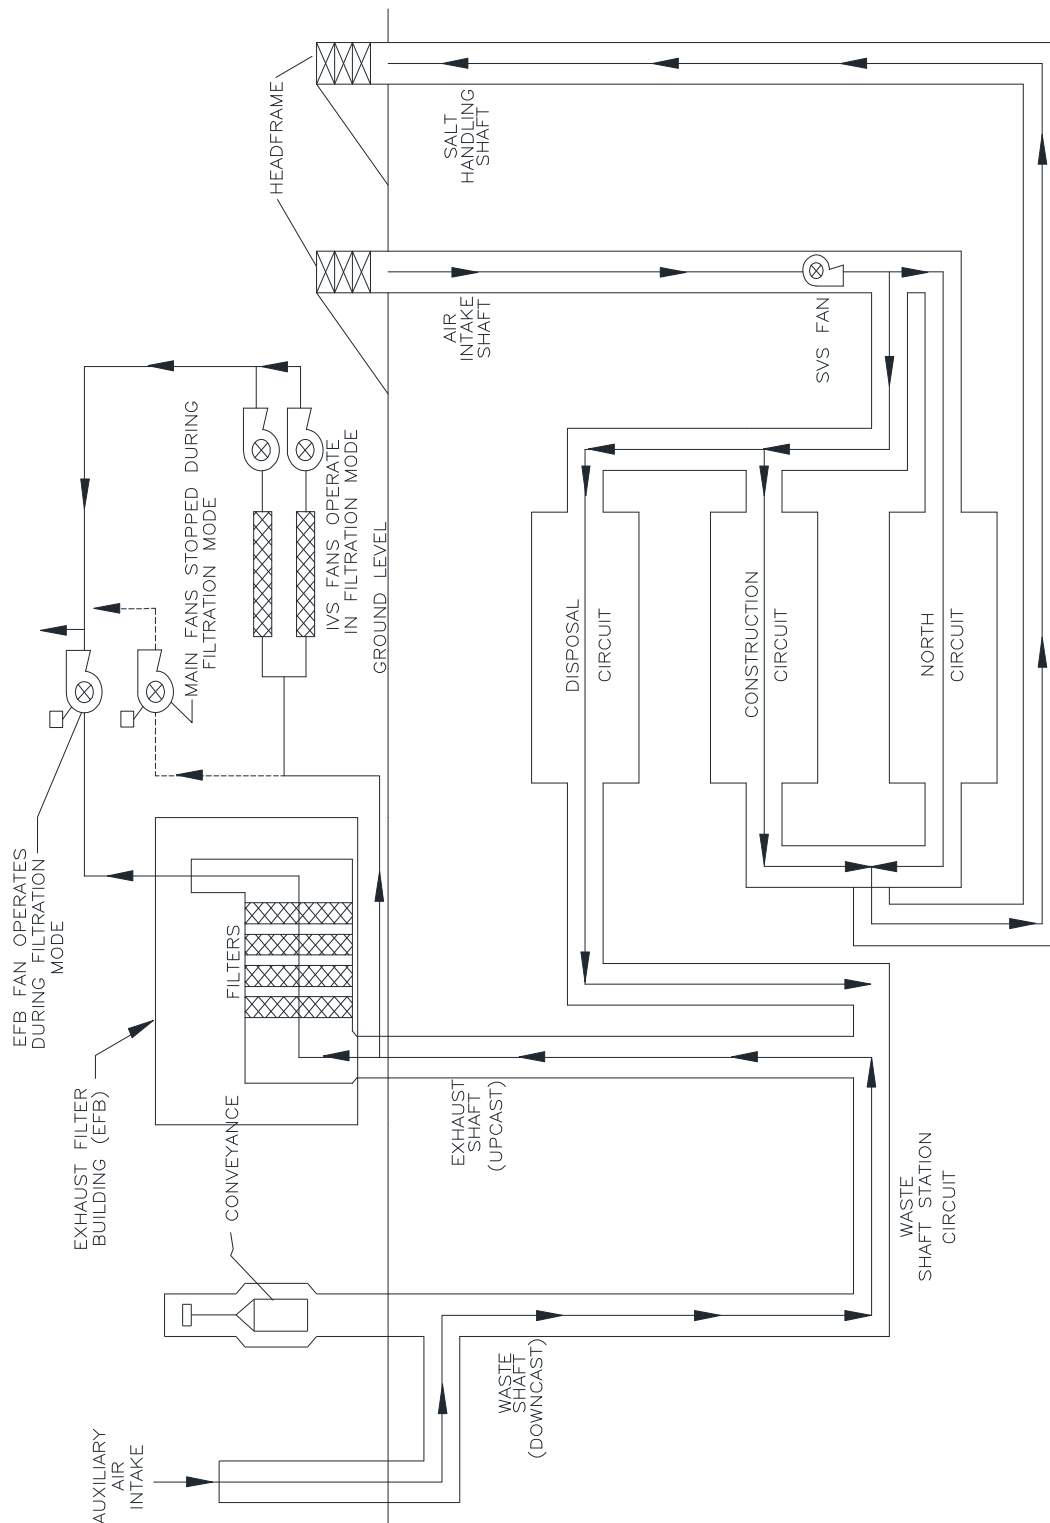 AUXILIARY
AIR
INTAKE
EXHAUST FILTER
BUILDING (EFB)
CONVEYANCE
WASTE
SHAFT
(DOWNCAST)
WASTE
SHAFT STATION
CIRCUIT
EFB FAN OPERATES
DURING FILTRATION
MODE
FILTERS
EXHAUST
SHAFT
(UPCAST)
MAIN FANS STOPPED DURING
FILTRATION MODE
IVS FANS OPERATE
IN FILTRATION MODE
GROUND LEVEL
DISPOSAL
CIRCUIT
CONSTRUCTION
CIRCUIT
NORTH
CIRCUIT
HEADFRAME
AIR
INTAKE
SHAFT
SVS FAN
SALT
HANDLING
SHAFT